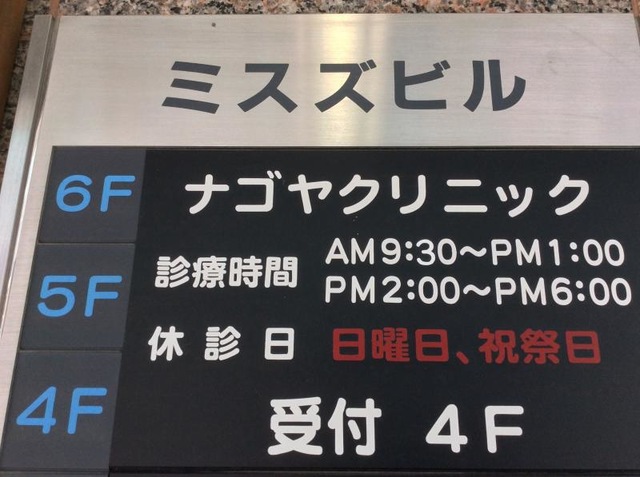 ミスズビル
6F ナゴヤクリニック
診療時間 AM9:30〜PM1:00
PM2:00〜PM6:00
5F
休診日 日曜日、祝祭日
4F 受付 4F